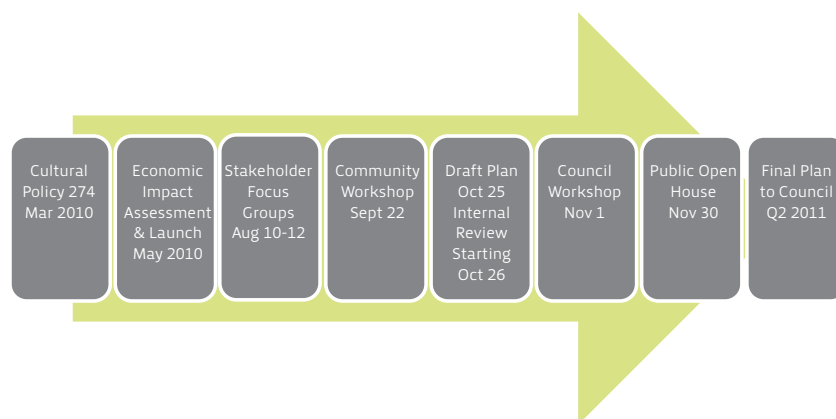 Cultural
Policy 274
Mar 2010
Economic
Impact
Assessment
& Launch
May 2010
Stakeholder
Focus
Groups
Aug 10-12
Community
Workshop
Sept 22
Draft Plan
Oct 25
Internal
Review
Starting
Oct 26
Council
Workshop
Nov 1
Public Open
House
Nov 30
Final Plan
to Council
Q2 2011